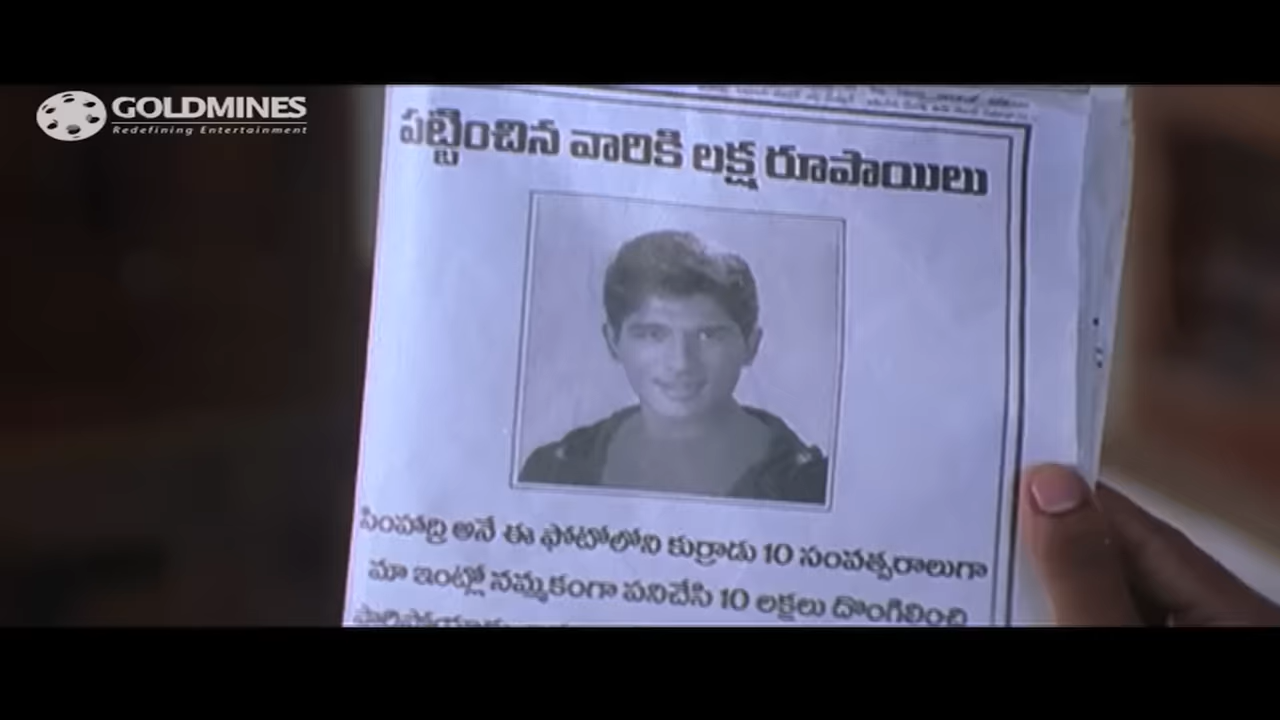 GOLDMINES
Redefining Entertainment
పట్టించిన వారికి లక్ష రూపాయిలు
సింహాద్రి అనే ఈ ఫోటోలోని కుర్రాడు 10 సంవత్సరాలుగా
మా ఇంట్లో నమ్మకంగా పనిచేసి 10 లక్షలు దొంగిలించి